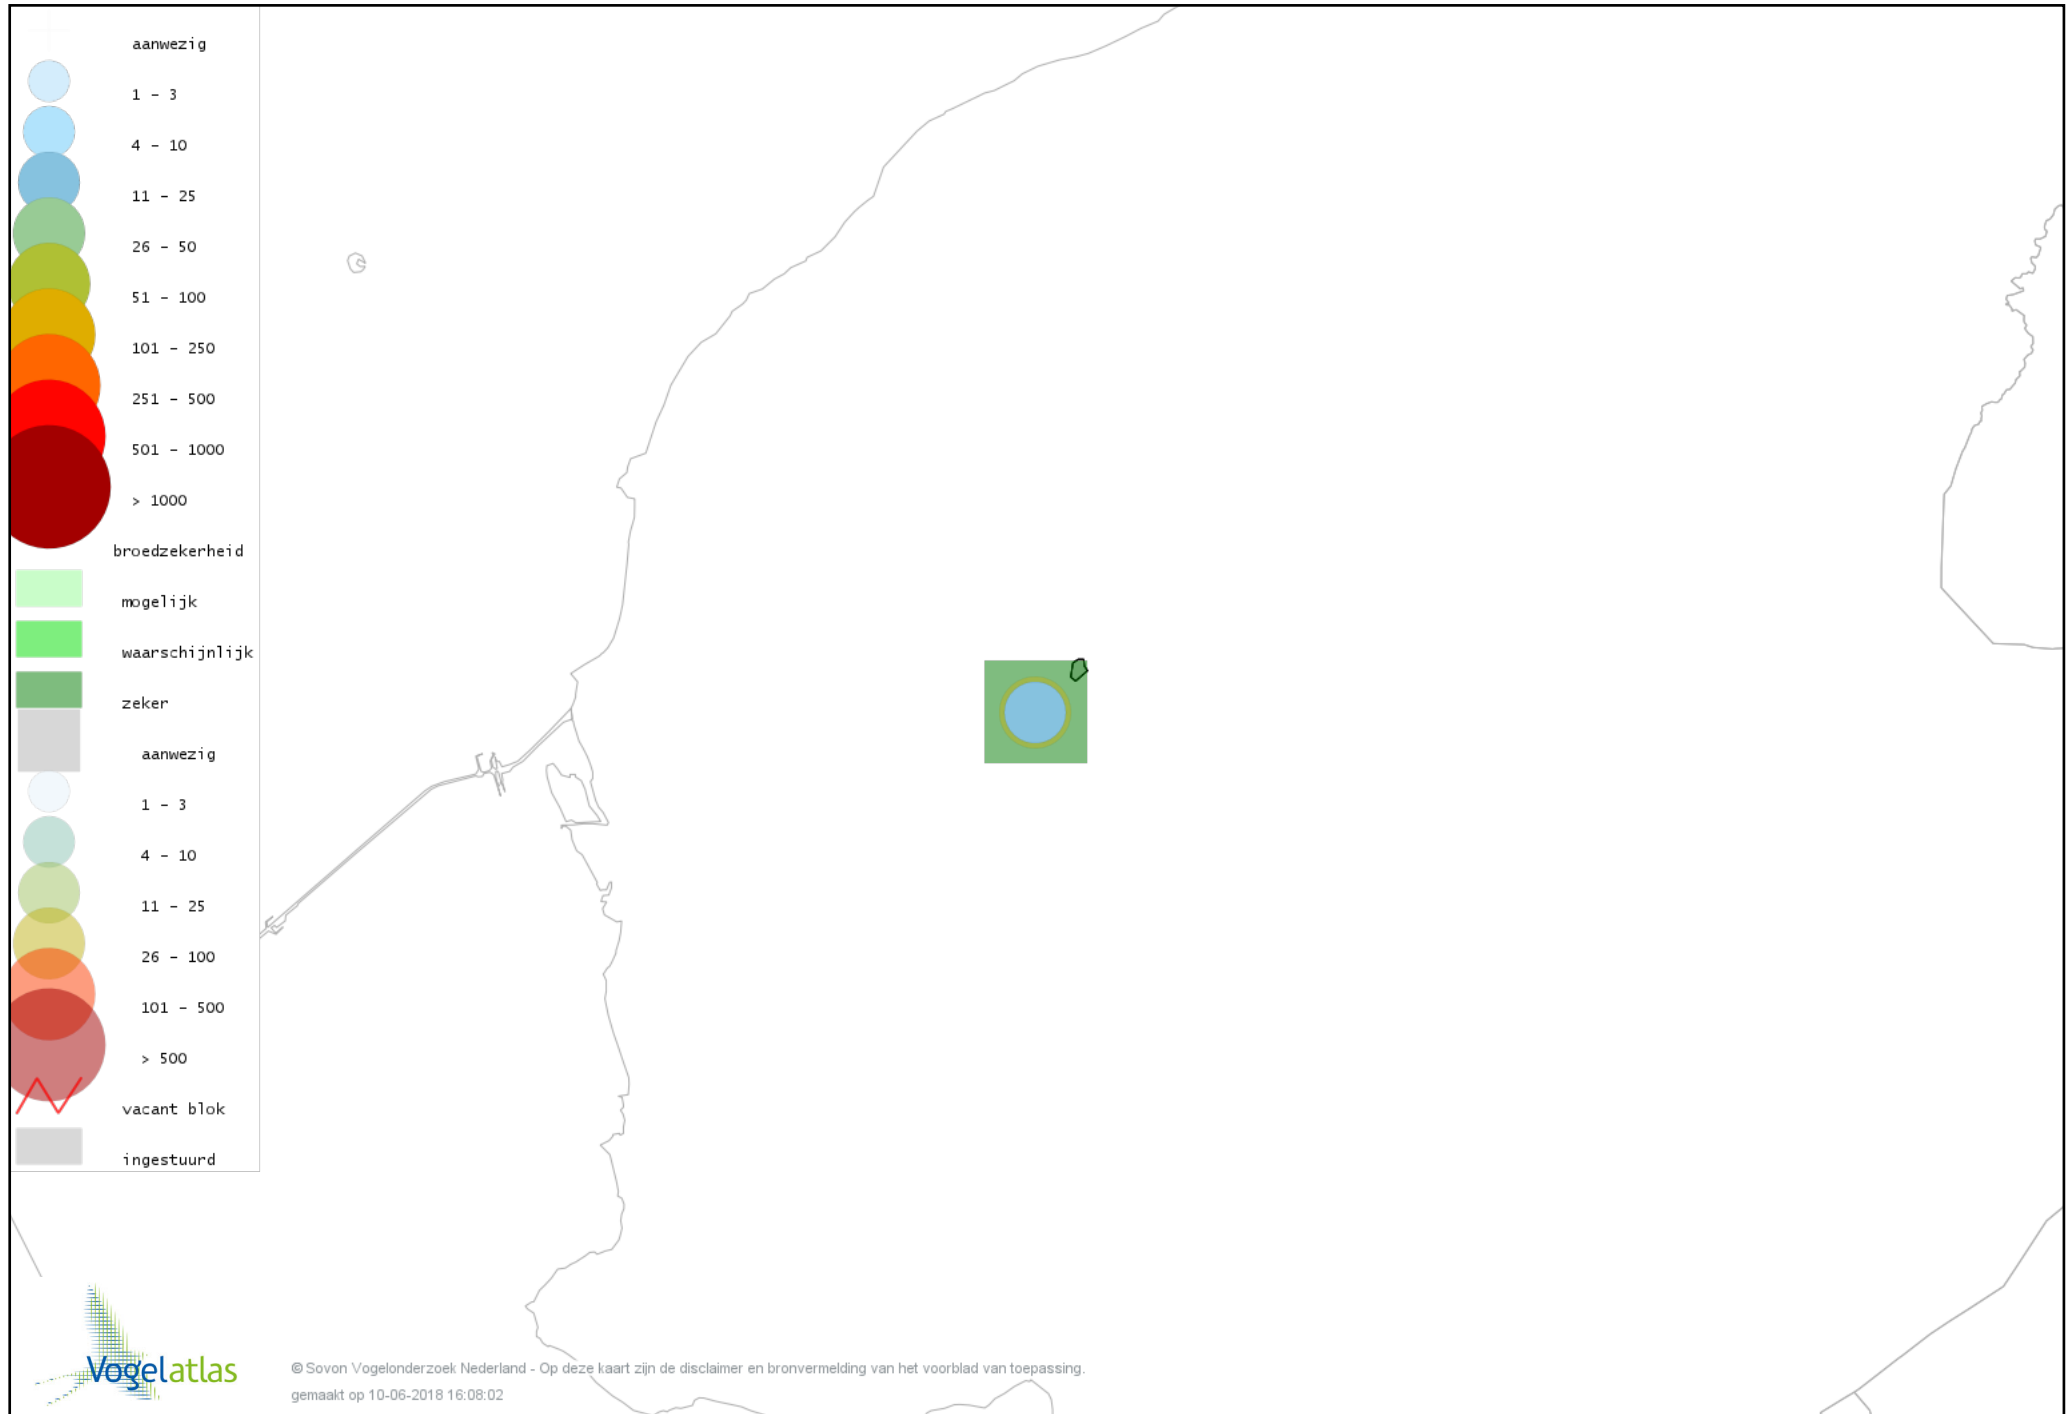 aanwezig
1 - 3
4 - 10
11 - 25
26 - 50
51 - 100
101 - 250
251 - 500
501 - 1000
> 1000
broedzekerheid
mogelijk
waarschijnlijk
zeker
aanwezig
1 - 3
4 - 10
11 - 25
26 - 100
101 - 500
> 500
vacant blok
ingestuurd
Vogelatlas
© Sovon Vogelonderzoek Nederland - Op deze kaart zijn de disclaimer en bronvermelding van het voorblad van toepassing.
gemaakt op 10-06-2018 16:08:02